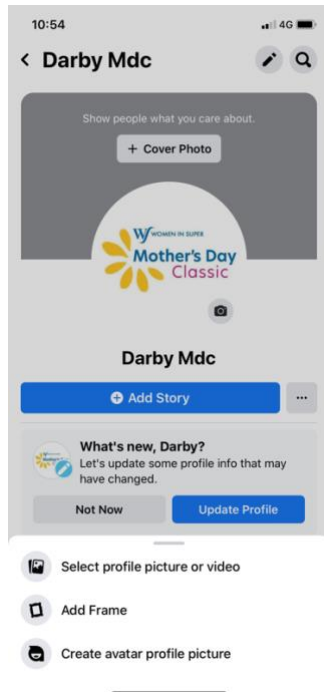 10:54
4G
Darby Mdc
Show people what you care about.
+ Cover Photo
W WOMEN IN SUPER
Mother's Day
Classic
Darby Mdc
Add Story
...
What's new, Darby?
Let's update some profile info that may
have changed.
Not Now
Update Profile
Select profile picture or video
Add Frame
Create avatar profile picture